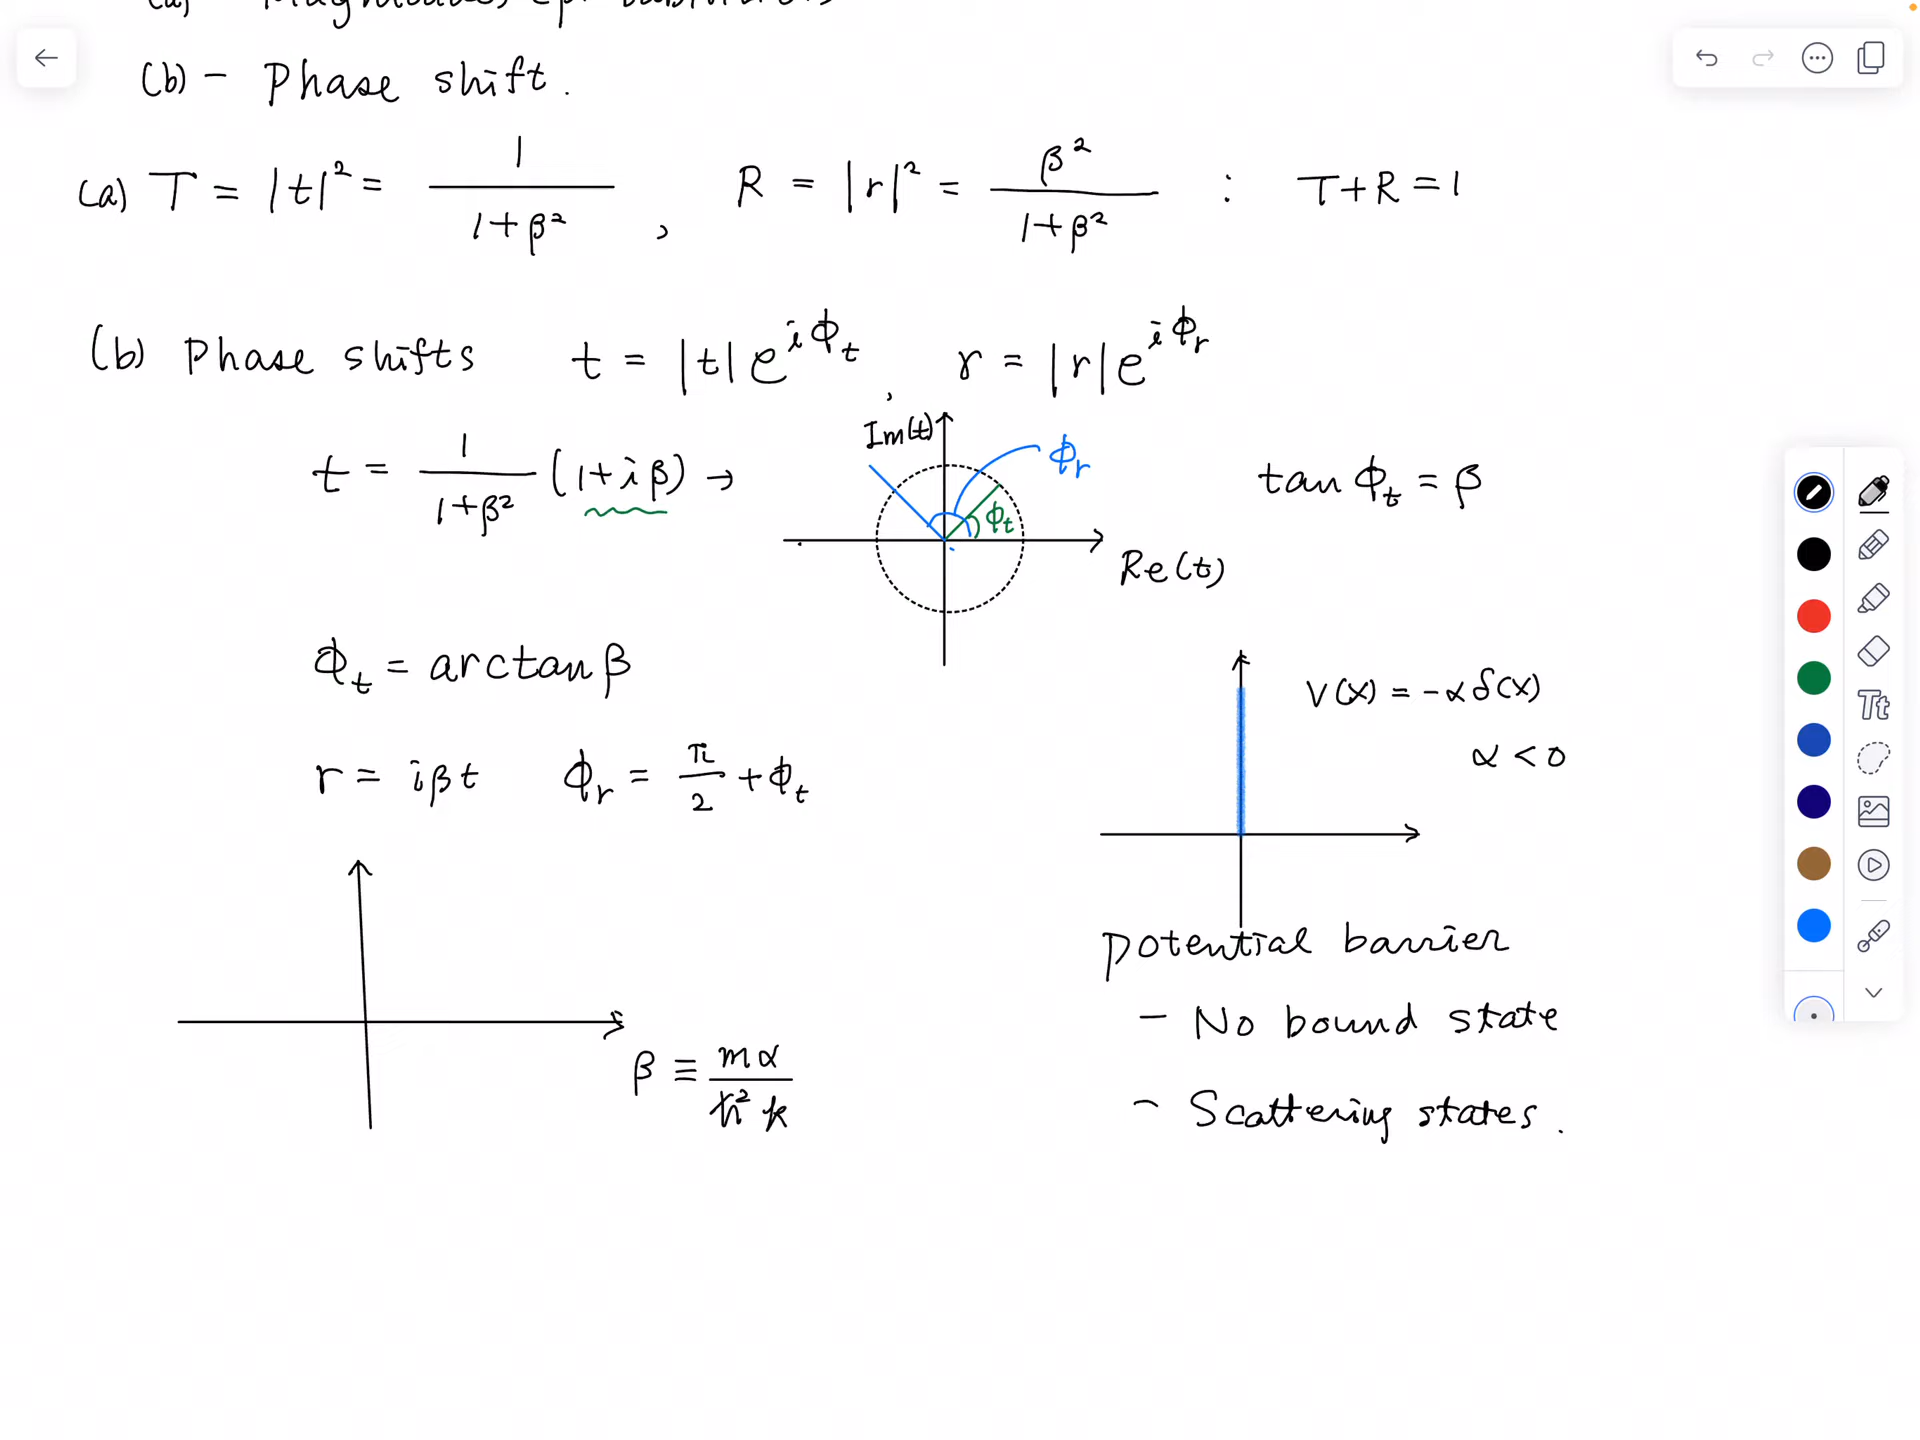 (b) - Phase shift.
(a) T = |t|² = 1/(1+β²), R = |r|² = β²/(1+β²) : T+R=1
(b) Phase shifts t = |t|e^{iϕ_t}, r = |r|e^{iϕ_r}
t = 1/(1+β²) (1+iβ) →
Im(t)
ϕ_r
ϕ_t
Re(t)
tan ϕ_t = β
ϕ_t = arctan β
r = iβt ϕ_r = π/2 + ϕ_t
β ≡ mα/(ħ²k)
V(x) = -αδ(x)
α < 0
potential barrier
- No bound state
- Scattering states.
Tt